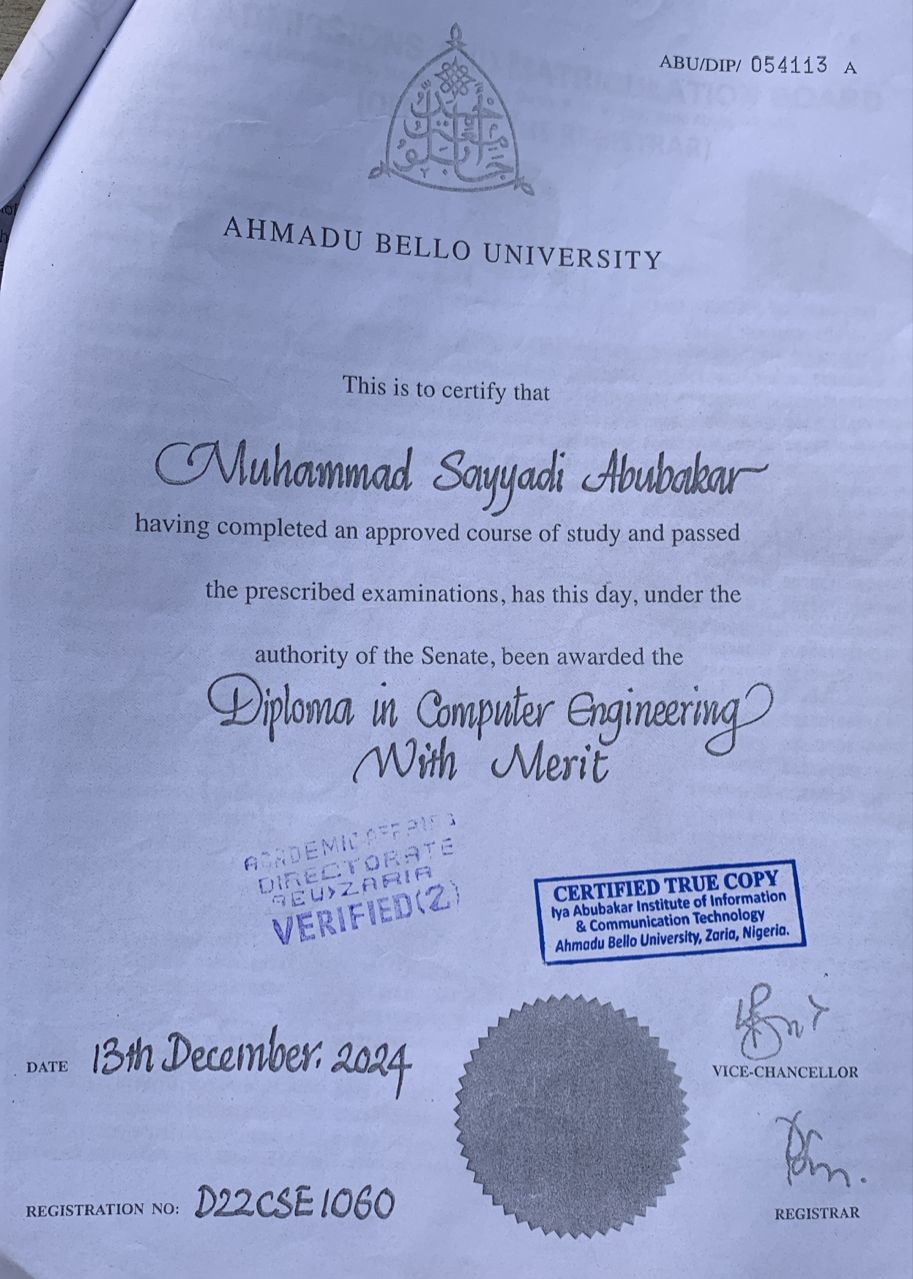 ABU/DIP/ 054113 A
AHMADU BELLO UNIVERSITY
This is to certify that
Muhammad Sayyadi Abubakar
having completed an approved course of study and passed
the prescribed examinations, has this day, under the
authority of the Senate, been awarded the
Diploma in Computer Engineering
With Merit
ACADEMIC AFFAIRS
DIRECTORATE
ZARIA
VERIFIED(2)
CERTIFIED TRUE COPY
Iya Abubakar Institute of Information
& Communication Technology
Ahmadu Bello University, Zaria, Nigeria.
VICE-CHANCELLOR
DATE 13th December. 2024
REGISTRAR
REGISTRATION NO: D22CSE1060